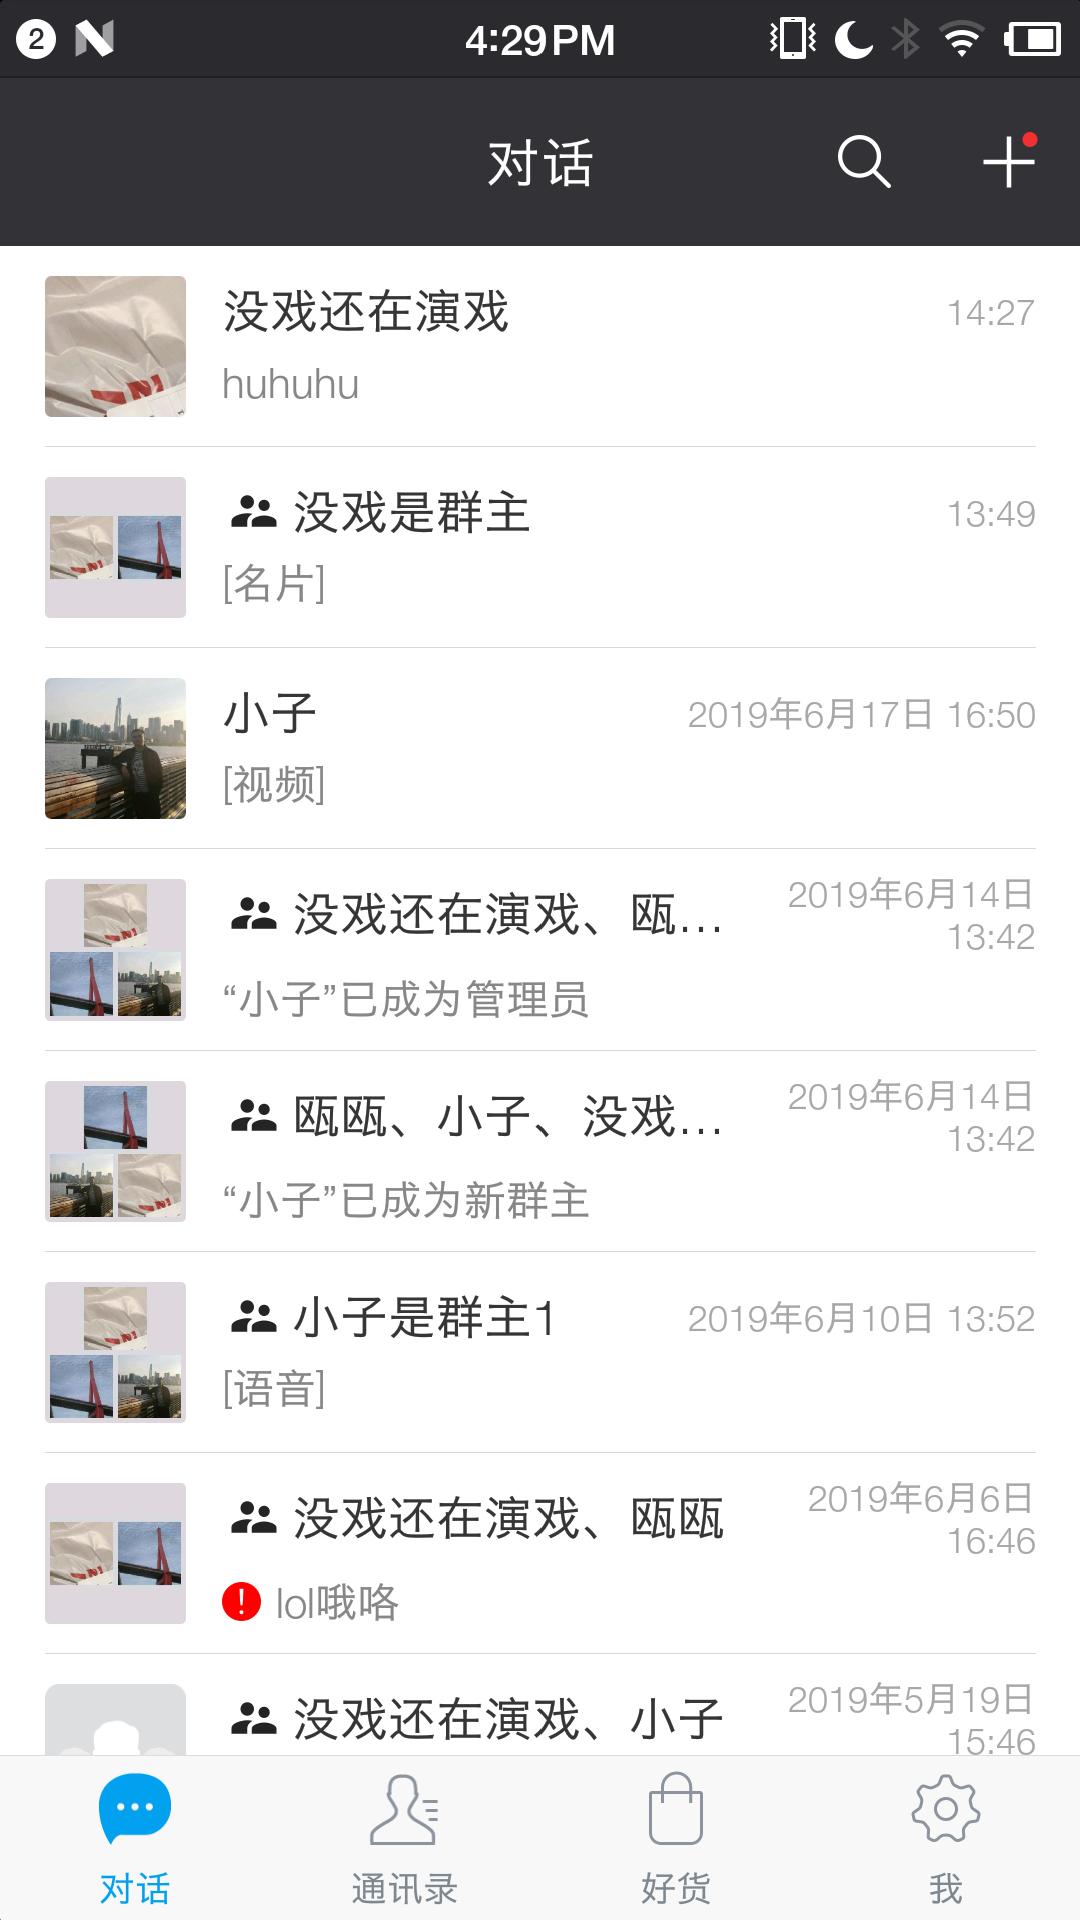 2
4:29PM
对话
没戏还在演戏
14:27
huhuhu
没戏是群主
13:49
[名片]
小子
2019年6月17日 16:50
[视频]
没戏还在演戏、瓯...
2019年6月14日
13:42
“小子”已成为管理员
瓯瓯、小子、没戏...
2019年6月14日
13:42
“小子”已成为新群主
小子是群主1
2019年6月10日 13:52
[语音]
没戏还在演戏、瓯瓯
2019年6月6日
16:46
lol哦咯
没戏还在演戏、小子
2019年5月19日
15:46
对话
通讯录
好货
我